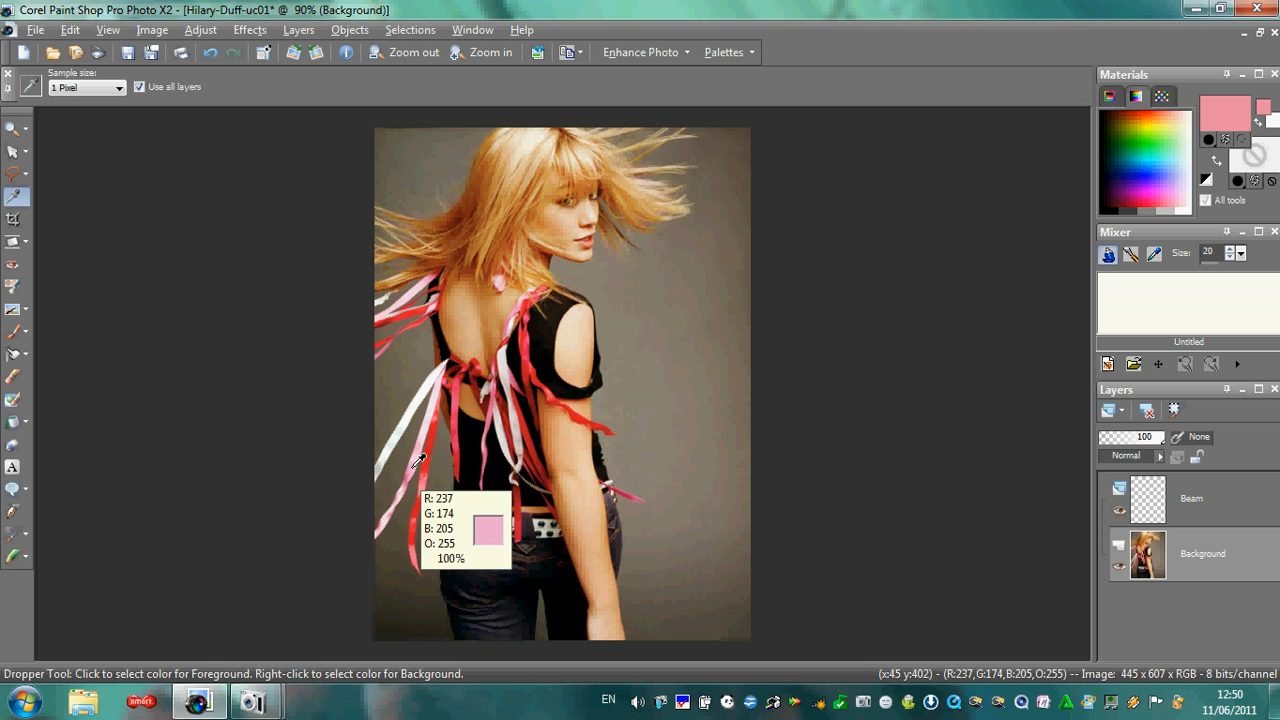 Corel Paint Shop Pro Photo X2 - [Hilary-Duff-uc01* @ 90% (Background)]
File Edit View Image Adjust Effects Layers Objects Selections Window Help
Zoom out Zoom in Enhance Photo Palettes
Sample size:
1 Pixel Use all layers
Materials
All tools
Mixer
Size: 20
Untitled
Layers
100 None
Normal
Beam
Background
R: 237
G: 174
B: 205
O: 255
100%
Dropper Tool: Click to select color for Foreground. Right-click to select color for Background. (x:45 y:402) - (R:237,G:174,B:205,O:255) -- Image: 445 x 607 x RGB - 8 bits/channel
smart.
EN
12:50
11/06/2011